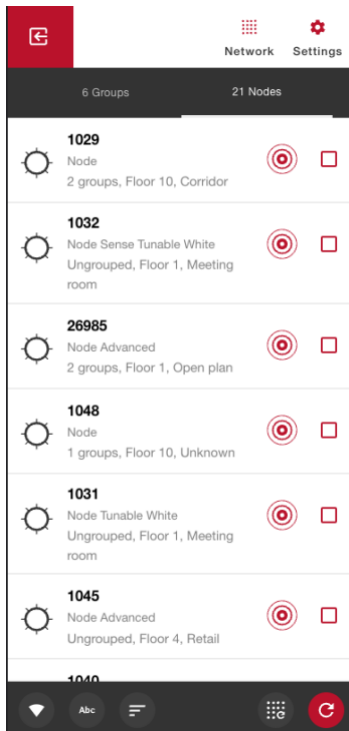 Network Settings
6 Groups 21 Nodes
1029
Node
2 groups, Floor 10, Corridor
1032
Node Sense Tunable White
Ungrouped, Floor 1, Meeting
room
26985
Node Advanced
2 groups, Floor 1, Open plan
1048
Node
1 groups, Floor 10, Unknown
1031
Node Tunable White
Ungrouped, Floor 1, Meeting
room
1045
Node Advanced
Ungrouped, Floor 4, Retail
1040
Abc